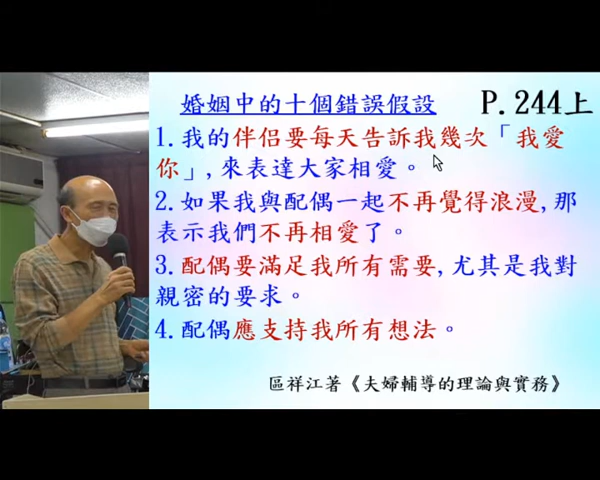 婚姻中的十個錯誤假設 P.244上
1.我的伴侶要每天告訴我幾次「我愛
你」,來表達大家相愛。
2.如果我與配偶一起不再覺得浪漫,那
表示我們不再相愛了。
3.配偶要滿足我所有需要,尤其是我對
親密的要求。
4.配偶應支持我所有想法。
區祥江著《夫婦輔導的理論與實務》